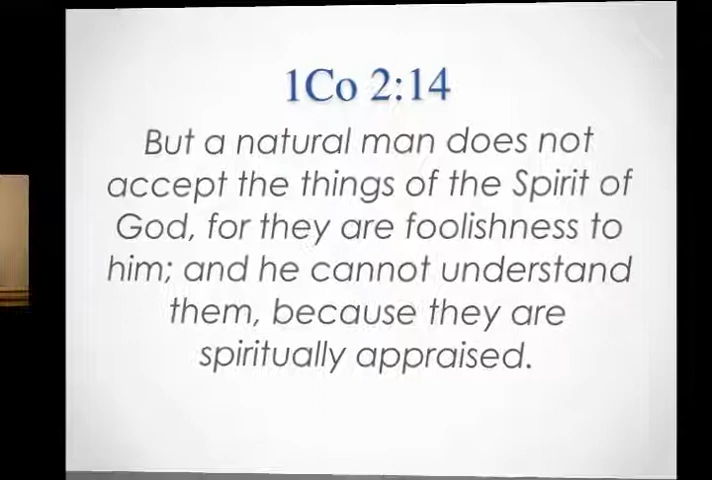 1Co 2:14
But a natural man does not
accept the things of the Spirit of
God, for they are foolishness to
him; and he cannot understand
them, because they are
spiritually appraised.